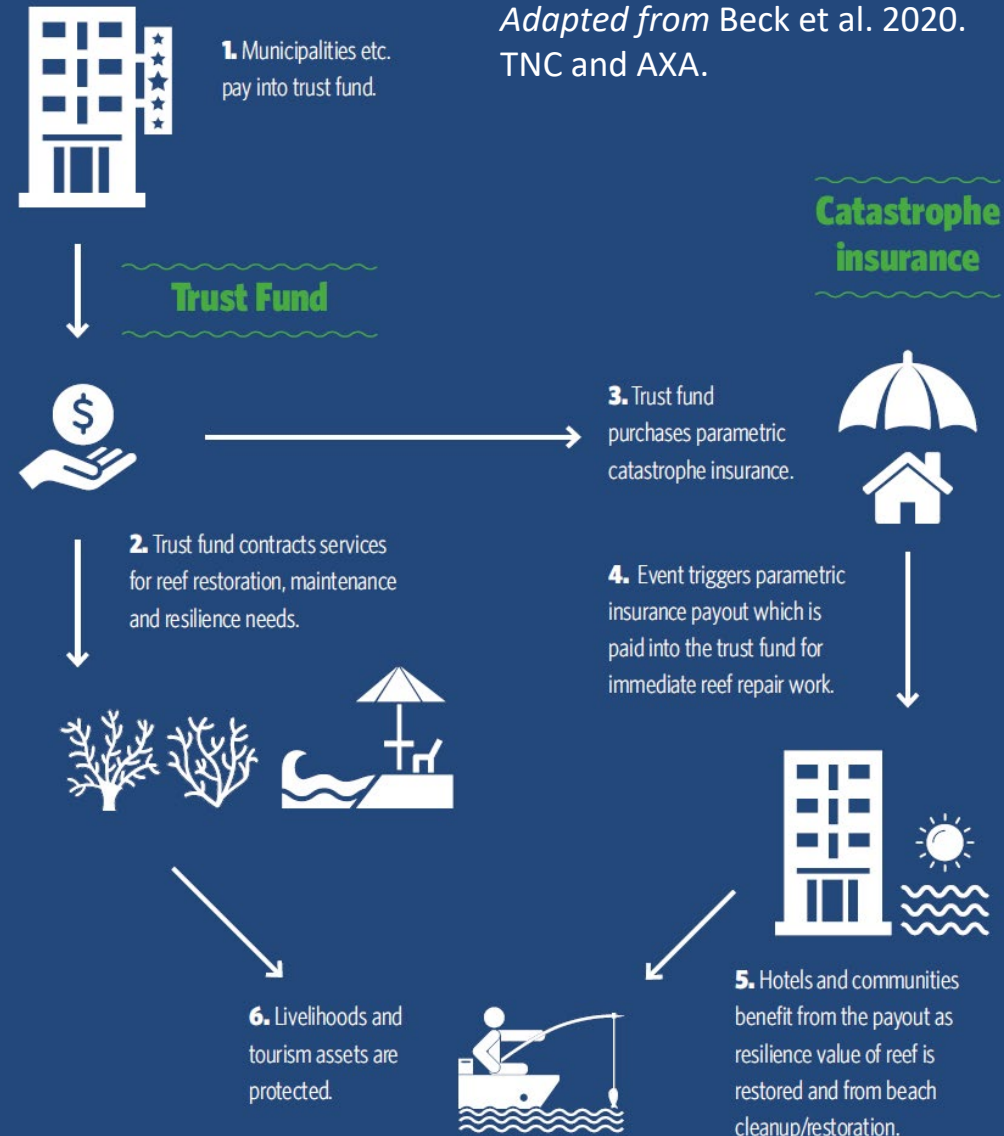 Adapted from Beck et al. 2020.
TNC and AXA.
1. Municipalities etc.
pay into trust fund.
Catastrophe
insurance
Trust Fund
$
3. Trust fund
purchases parametric
catastrophe insurance.
2. Trust fund contracts services
for reef restoration, maintenance
and resilience needs.
4. Event triggers parametric
insurance payout which is
paid into the trust fund for
immediate reef repair work.
5. Hotels and communities
benefit from the payout as
resilience value of reef is
restored and from beach
cleanup/restoration.
6. Livelihoods and
tourism assets are
protected.